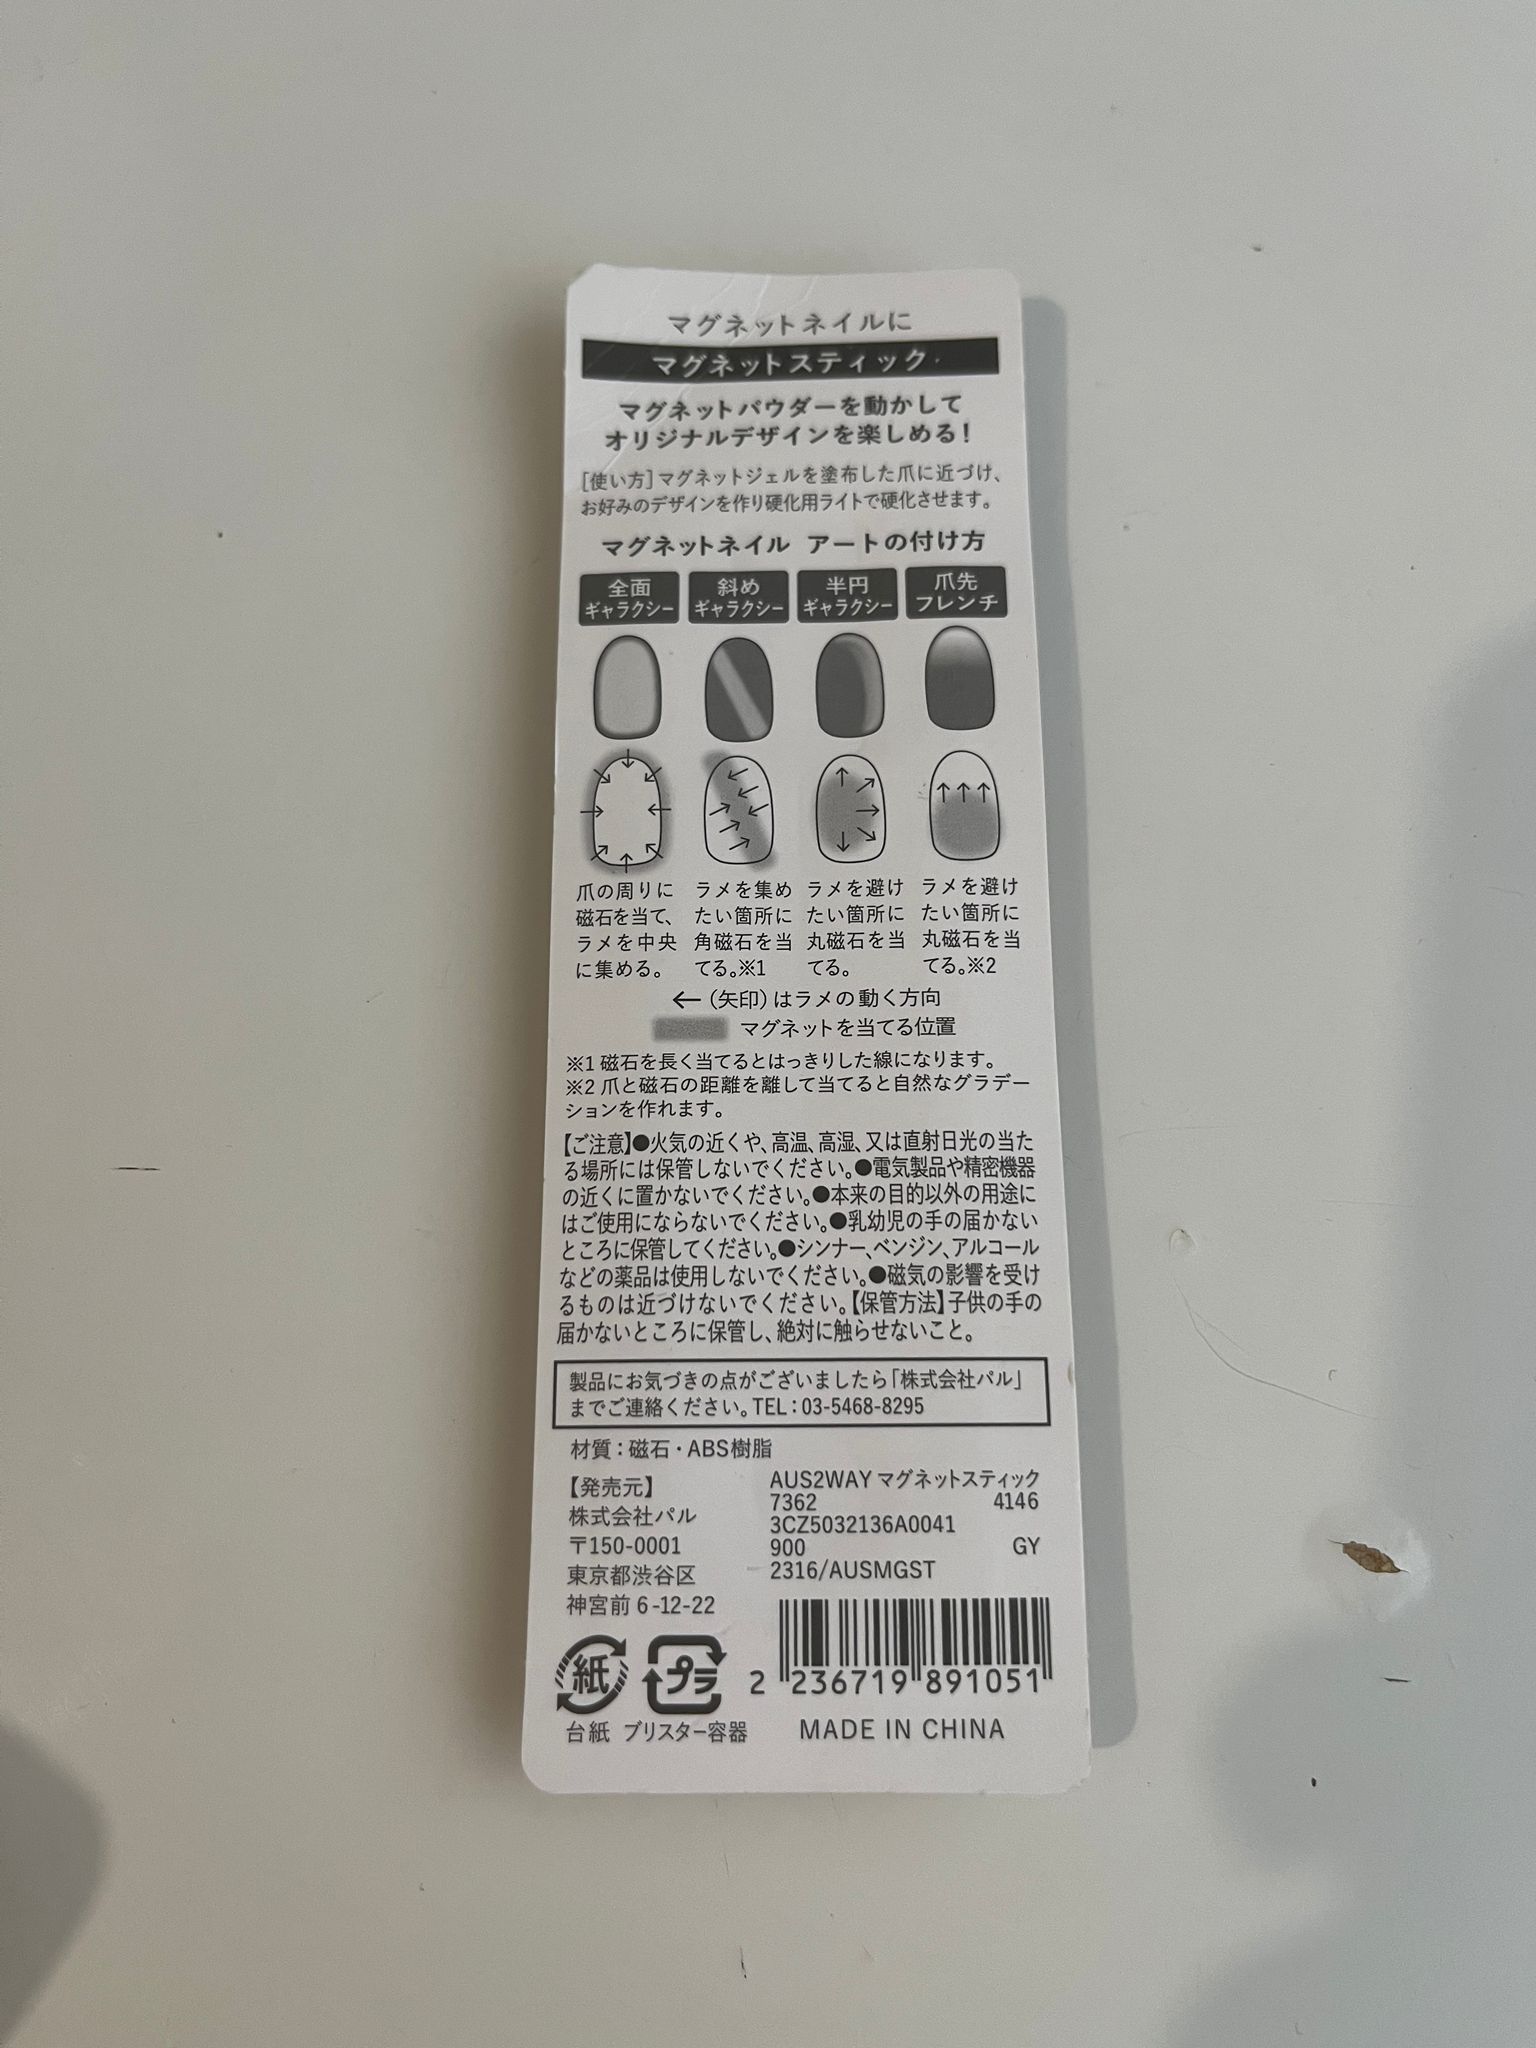 マグネットネイルに
マグネットスティック
マグネットパウダーを動かして
オリジナルデザインを楽しめる！
［使い方］マグネットジェルを塗布した爪に近づけ、
お好みのデザインを作り硬化用ライトで硬化させます。
マグネットネイル アートの付け方
全面
ギャラクシー
斜め
ギャラクシー
半円
ギャラクシー
爪先
フレンチ
爪の周りに
磁石を当て、
ラメを中央
に集める。
ラメを集め
たい箇所に
角磁石を当
てる。※1
ラメを避け
たい箇所に
丸磁石を当
てる。
ラメを避け
たい箇所に
丸磁石を当
てる。※2
←（矢印）はラメの動く方向
マグネットを当てる位置
※1 磁石を長く当てるとはっきりした線になります。
※2 爪と磁石の距離を離して当てると自然なグラデー
ションを作れます。
【ご注意】●火気の近くや、高温、高湿、又は直射日光の当た
る場所には保管しないでください。●電気製品や精密機器
の近くに置かないでください。●本来の目的以外の用途に
はご使用にならないでください。●乳幼児の手の届かない
ところに保管してください。●シンナー、ベンジン、アルコール
などの薬品は使用しないでください。●磁気の影響を受け
るものは近づけないでください。【保管方法】子供の手の
届かないところに保管し、絶対に触らせないこと。
製品にお気づきの点がございましたら「株式会社パル」
までご連絡ください。TEL：03-5468-8295
材質：磁石・ABS樹脂
【発売元】
株式会社パル
〒150-0001
東京都渋谷区
神宮前 6-12-22
AUS2WAY マグネットスティック
7362 4146
3CZ5032136A0041
900 GY
2316/AUSMGST
紙
台紙
プラ
ブリスター容器
2 236719 891051
MADE IN CHINA